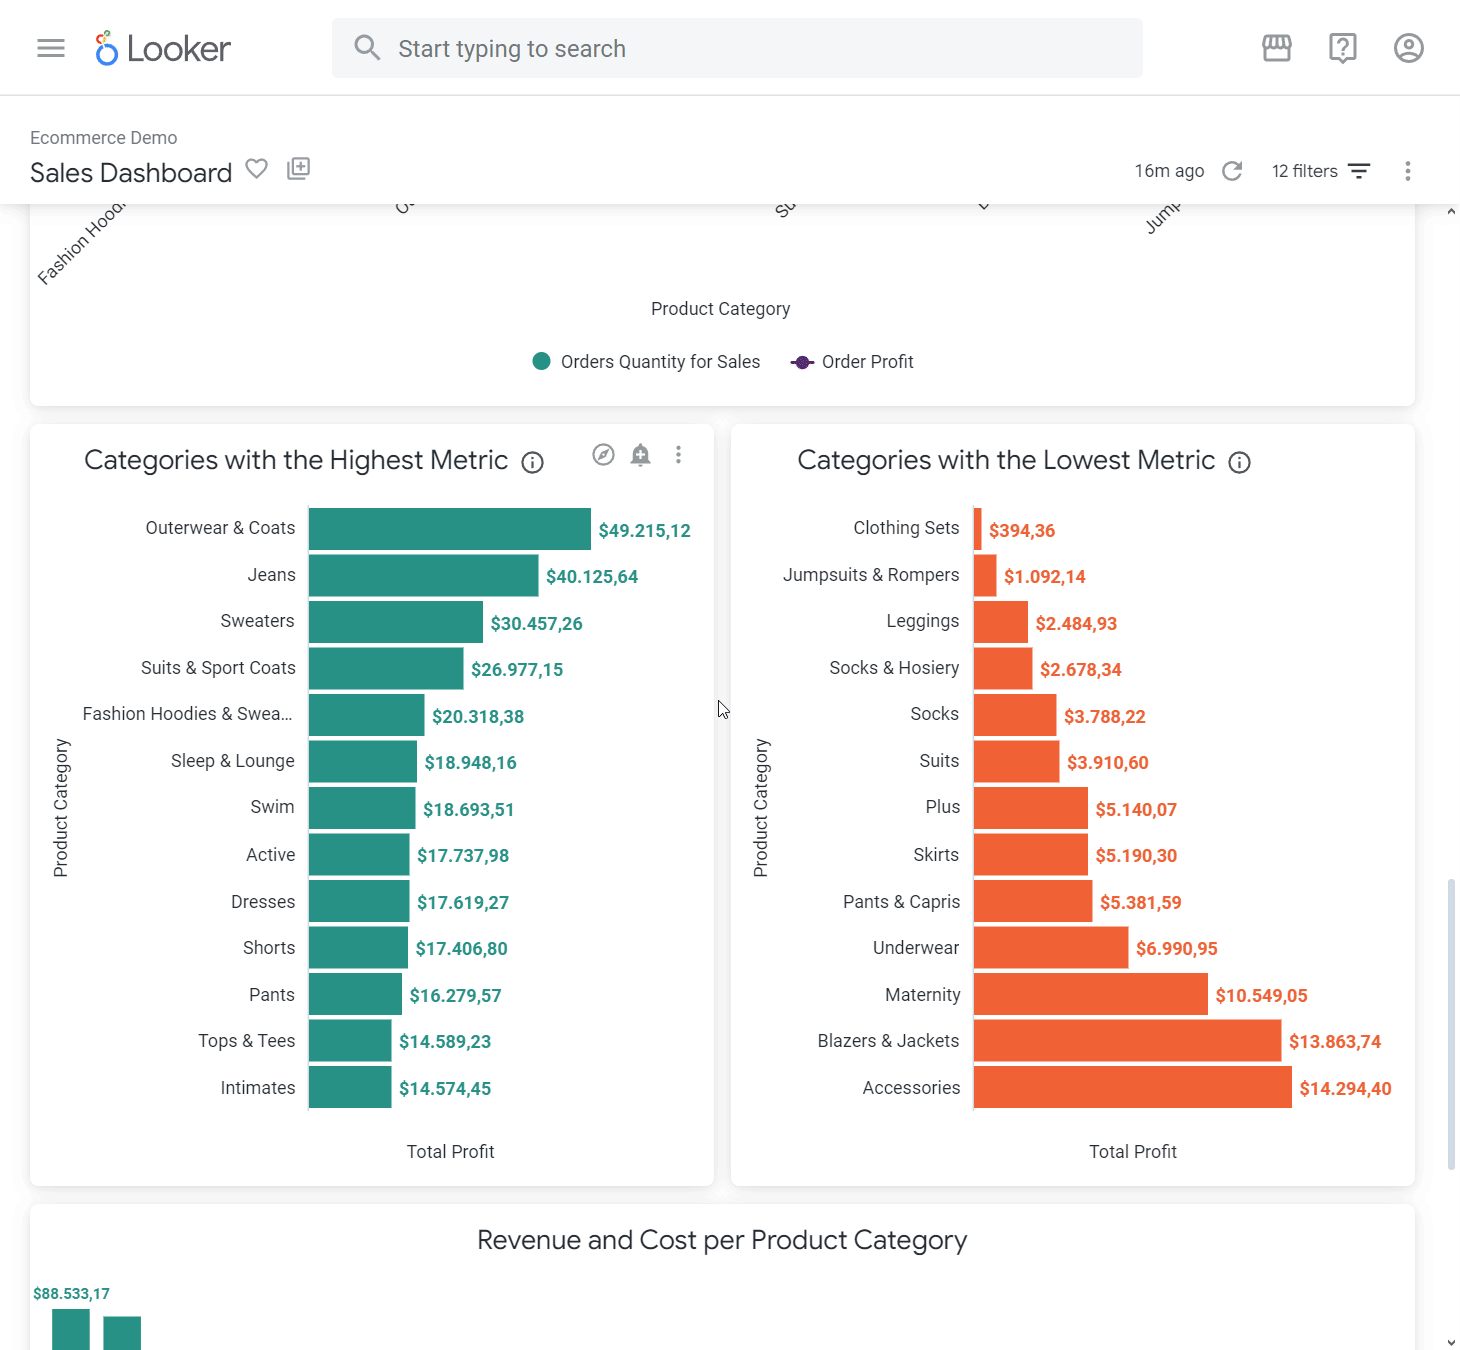 Looker
Start typing to search
Ecommerce Demo
Sales Dashboard
16m ago
12 filters
Fashion Hoodi
Product Category
Orders Quantity for Sales
Order Profit
Categories with the Highest Metric
Product Category
Outerwear & Coats $49.215,12
Jeans $40.125,64
Sweaters $30.457,26
Suits & Sport Coats $26.977,15
Fashion Hoodies & Swea... $20.318,38
Sleep & Lounge $18.948,16
Swim $18.693,51
Active $17.737,98
Dresses $17.619,27
Shorts $17.406,80
Pants $16.279,57
Tops & Tees $14.589,23
Intimates $14.574,45
Total Profit
Categories with the Lowest Metric
Product Category
Clothing Sets $394,36
Jumpsuits & Rompers $1.092,14
Leggings $2.484,93
Socks & Hosiery $2.678,34
Socks $3.788,22
Suits $3.910,60
Plus $5.140,07
Skirts $5.190,30
Pants & Capris $5.381,59
Underwear $6.990,95
Maternity $10.549,05
Blazers & Jackets $13.863,74
Accessories $14.294,40
Total Profit
Revenue and Cost per Product Category
$88.533,17